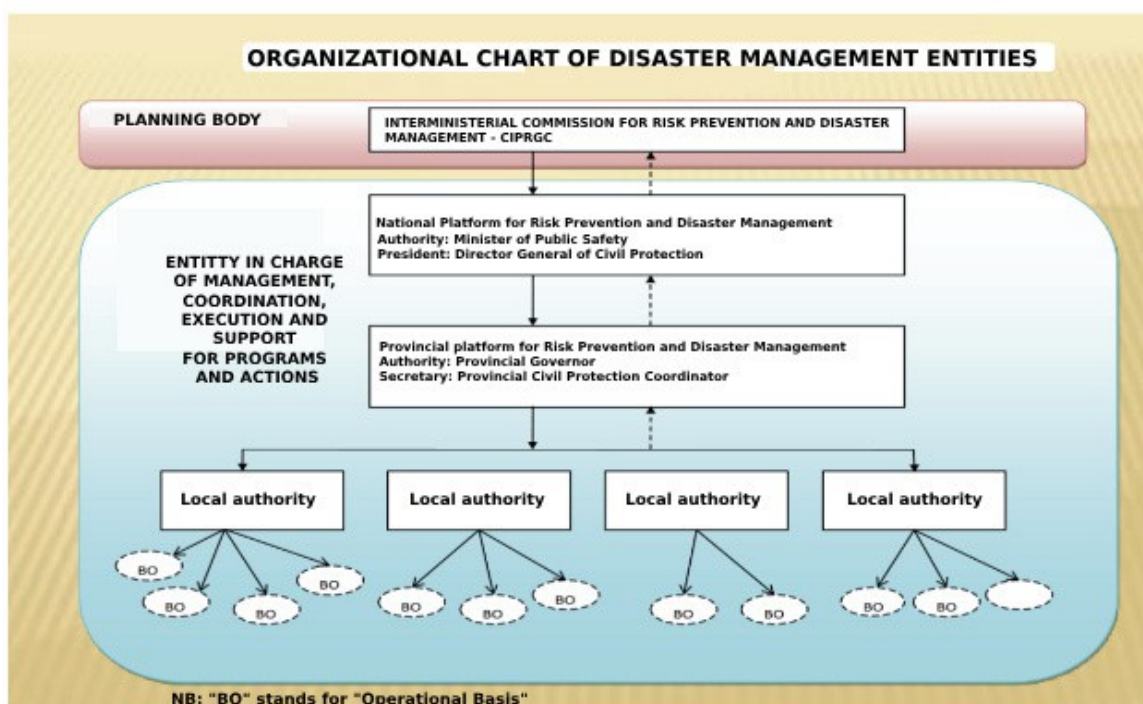 ORGANIZATIONAL CHART OF DISASTER MANAGEMENT ENTITIES
PLANNING BODY
INTERMINISTERIAL COMMISSION FOR RISK PREVENTION AND DISASTER
MANAGEMENT - CIPRGC
National Platform for Risk Prevention and Disaster Management
Authority: Minister of Public Safety
President: Director General of Civil Protection
ENTITTY IN CHARGE
OF MANAGEMENT,
COORDINATION,
EXECUTION AND
SUPPORT
FOR PROGRAMS
AND ACTIONS
Provincial platform for Risk Prevention and Disaster Management
Authority: Provincial Governor
Secretary: Provincial Civil Protection Coordinator
Local authority
Local authority
Local authority
Local authority
BO
BO
BO
BO
BO
BO
BO
BO
BO
BO
BO
NB: "BO" stands for "Operational Basis"